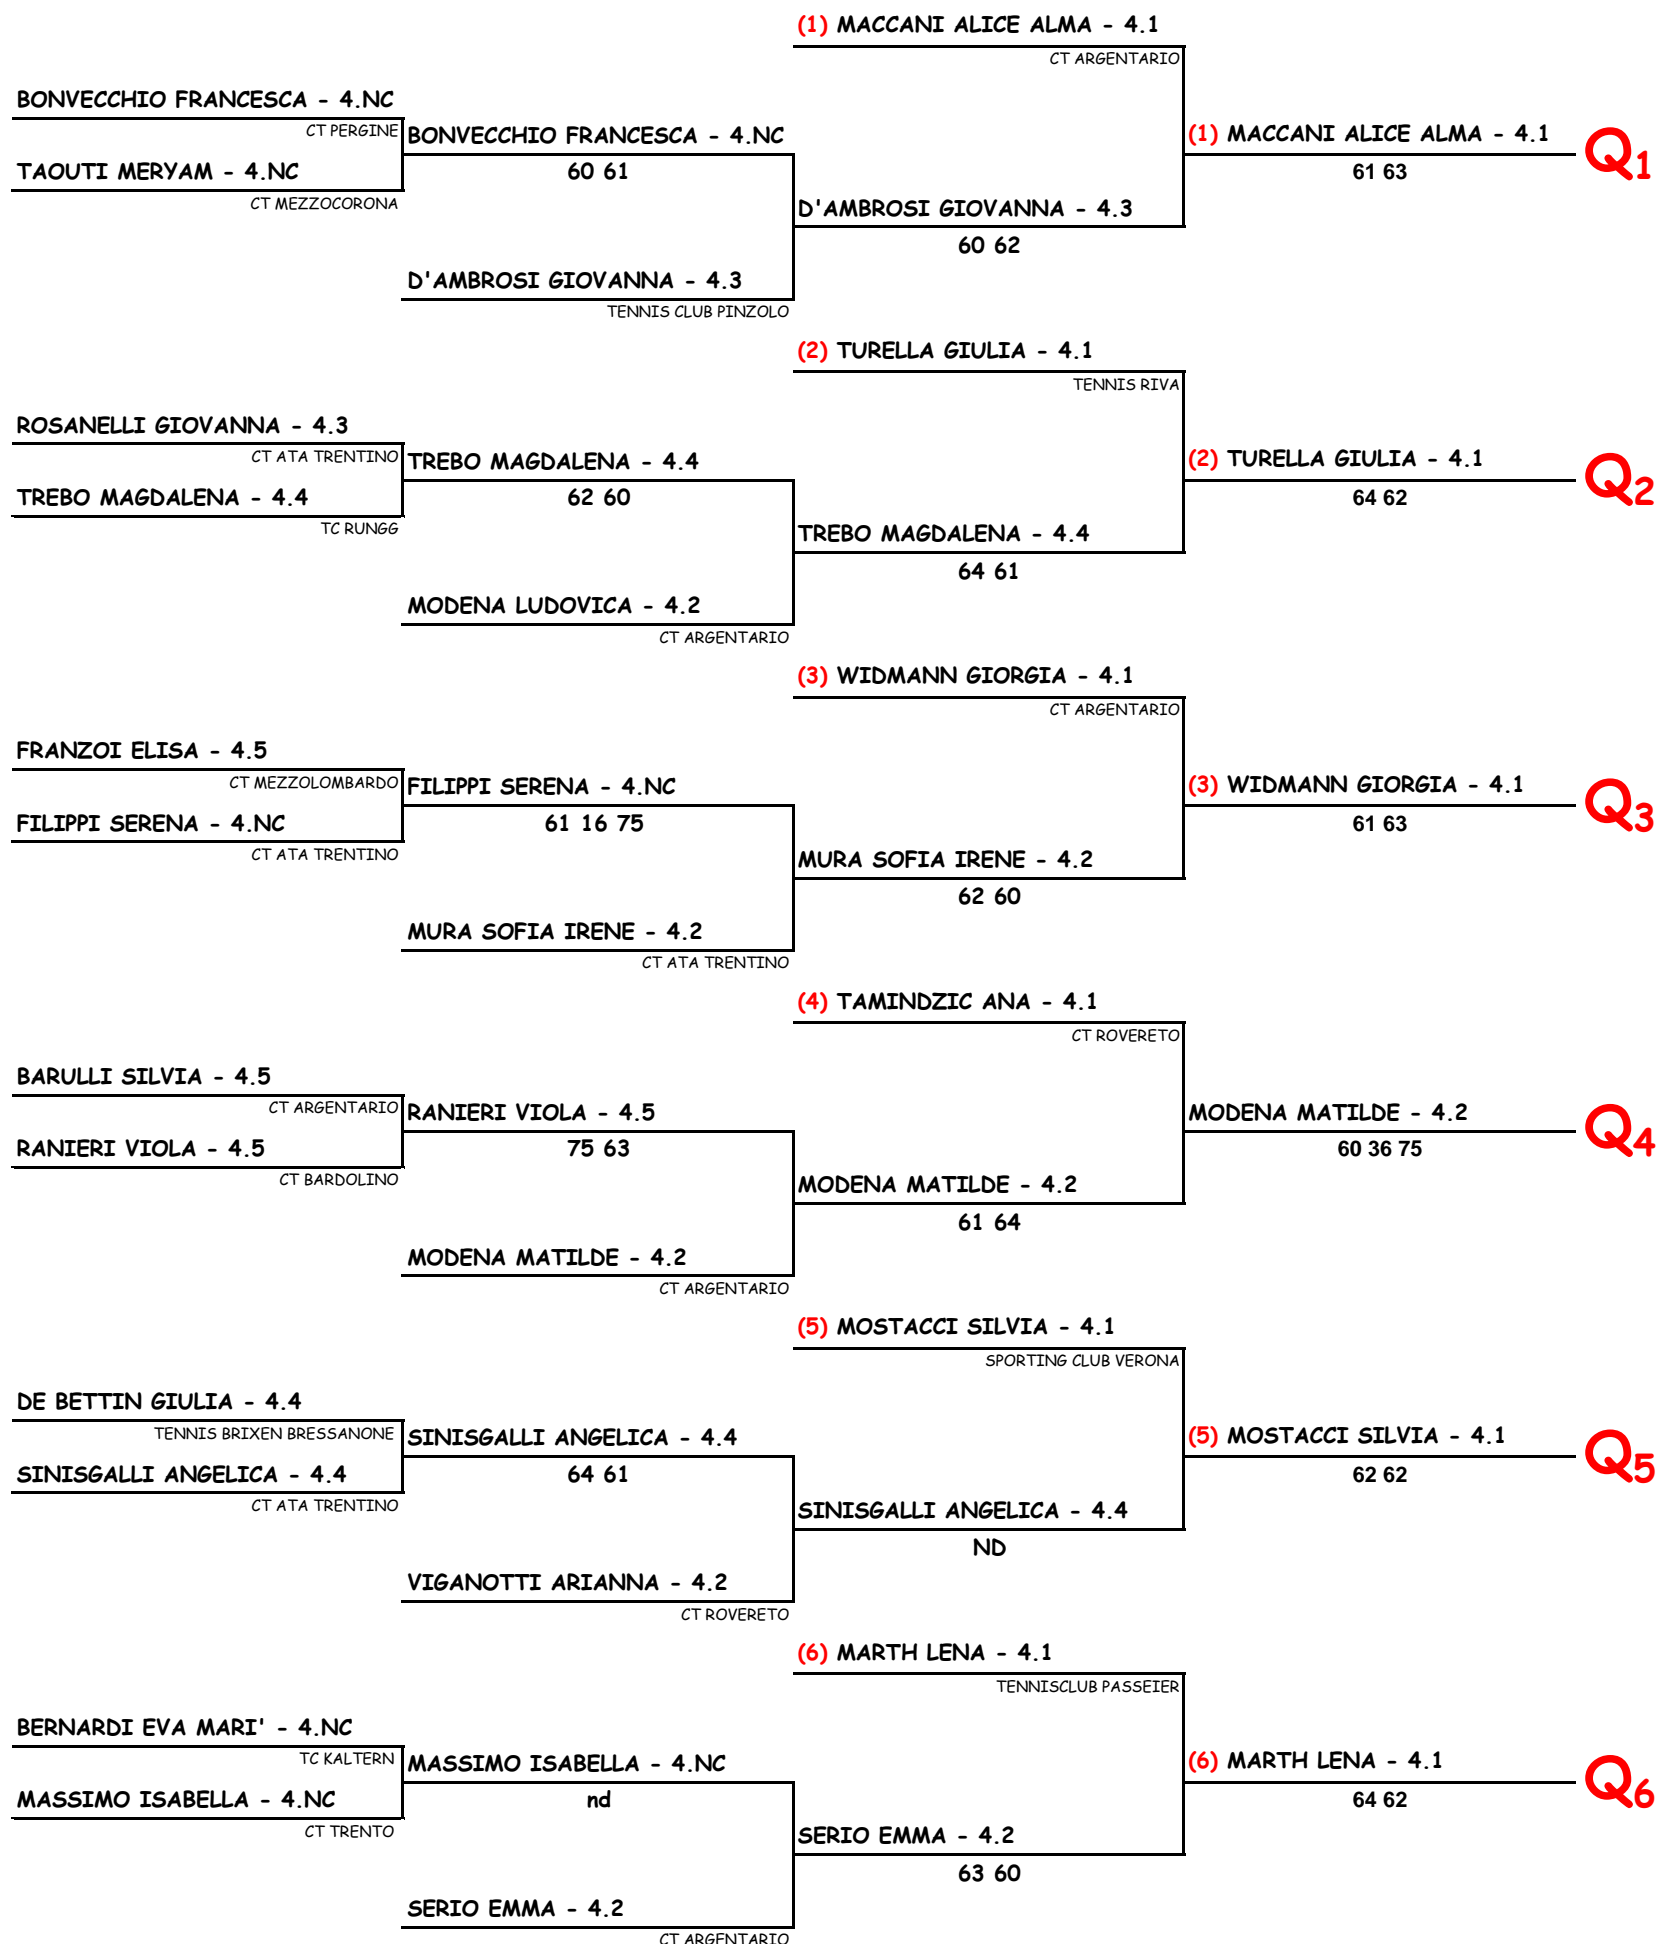 (1) MACCANI ALICE ALMA - 4.1
CT ARGENTARIO
BONVECCHIO FRANCESCA - 4.NC
CT PERGINE
BONVECCHIO FRANCESCA - 4.NC
(1) MACCANI ALICE ALMA - 4.1
Q1
TAOUTI MERYAM - 4.NC
60 61
61 63
CT MEZZOCORONA
D'AMBROSI GIOVANNA - 4.3
60 62
D'AMBROSI GIOVANNA - 4.3
TENNIS CLUB PINZOLO
(2) TURELLA GIULIA - 4.1
TENNIS RIVA
ROSANELLI GIOVANNA - 4.3
CT ATA TRENTINO
TREBO MAGDALENA - 4.4
(2) TURELLA GIULIA - 4.1
Q2
TREBO MAGDALENA - 4.4
62 60
64 62
TC RUNGG
TREBO MAGDALENA - 4.4
64 61
MODENA LUDOVICA - 4.2
CT ARGENTARIO
(3) WIDMANN GIORGIA - 4.1
CT ARGENTARIO
FRANZOI ELISA - 4.5
CT MEZZOLOMBARDO
FILIPPI SERENA - 4.NC
(3) WIDMANN GIORGIA - 4.1
Q3
FILIPPI SERENA - 4.NC
61 16 75
61 63
CT ATA TRENTINO
MURA SOFIA IRENE - 4.2
62 60
MURA SOFIA IRENE - 4.2
CT ATA TRENTINO
(4) TAMINDZIC ANA - 4.1
CT ROVERETO
BARULLI SILVIA - 4.5
CT ARGENTARIO
RANIERI VIOLA - 4.5
MODENA MATILDE - 4.2
Q4
RANIERI VIOLA - 4.5
75 63
60 36 75
CT BARDOLINO
MODENA MATILDE - 4.2
61 64
MODENA MATILDE - 4.2
CT ARGENTARIO
(5) MOSTACCI SILVIA - 4.1
SPORTING CLUB VERONA
DE BETTIN GIULIA - 4.4
TENNIS BRIXEN BRESSANONE
SINISGALLI ANGELICA - 4.4
(5) MOSTACCI SILVIA - 4.1
Q5
SINISGALLI ANGELICA - 4.4
64 61
62 62
CT ATA TRENTINO
SINISGALLI ANGELICA - 4.4
ND
VIGANOTTI ARIANNA - 4.2
CT ROVERETO
(6) MARTH LENA - 4.1
TENNISCLUB PASSEIER
BERNARDI EVA MARI' - 4.NC
TC KALTERN
MASSIMO ISABELLA - 4.NC
(6) MARTH LENA - 4.1
Q6
MASSIMO ISABELLA - 4.NC
nd
64 62
CT TRENTO
SERIO EMMA - 4.2
63 60
SERIO EMMA - 4.2
CT ARGENTARIO